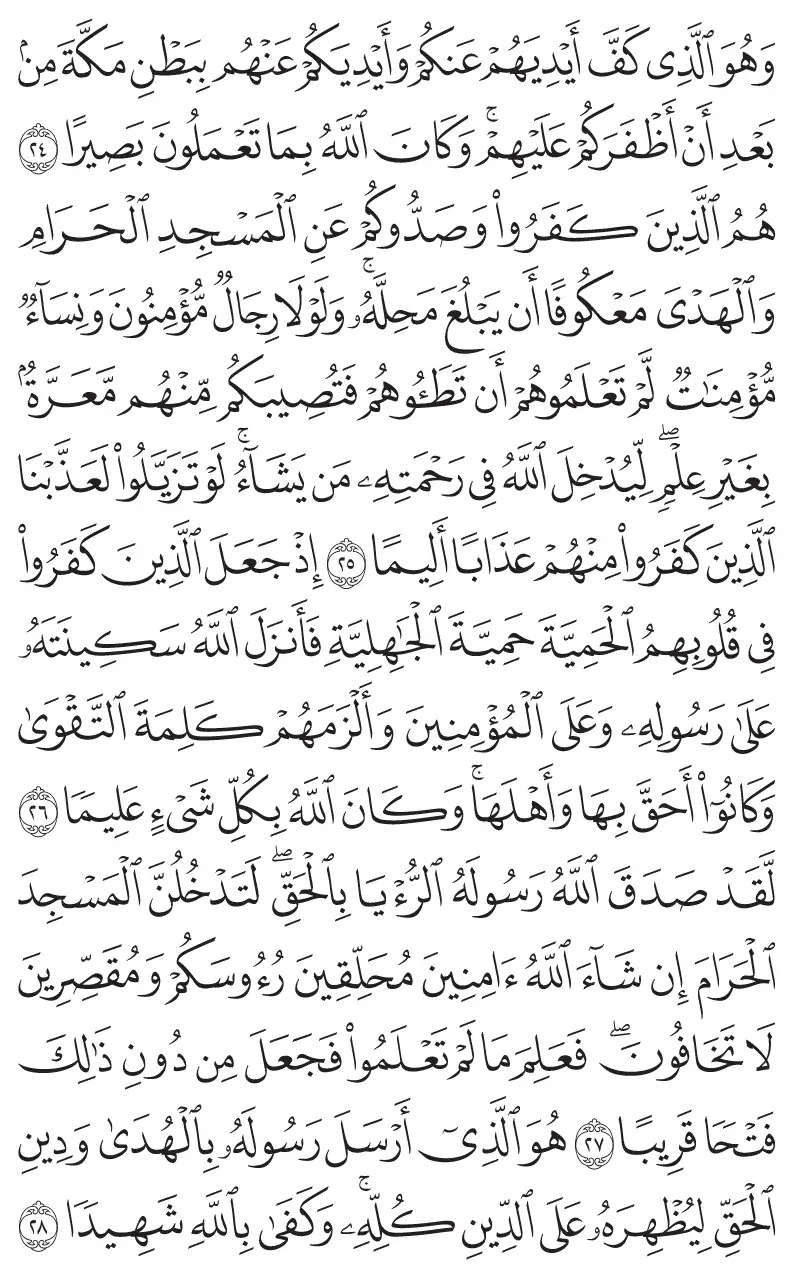 وَهُوَ ٱلَّذِى كَفَّ أَيْدِيَهُمْ عَنكُمْ وَأَيْدِيَكُمْ عَنْهُم بِبَطْنِ مَكَّةَ مِنۢ
بَعْدِ أَنْ أَظْفَرَكُمْ عَلَيْهِمْ ۚ وَكَانَ ٱللَّهُ بِمَا تَعْمَلُونَ بَصِيرًا ٢٤
هُمُ ٱلَّذِينَ كَفَرُوا۟ وَصَدُّوكُمْ عَنِ ٱلْمَسْجِدِ ٱلْحَرَامِ
وَٱلْهَدْىَ مَعْكُوفًا أَن يَبْلُغَ مَحِلَّهُۥ ۚ وَلَوْلَا رِجَالٌ مُّؤْمِنُونَ وَنِسَآءٌ
مُّؤْمِنَـٰتٌ لَّمْ تَعْلَمُوهُمْ أَن تَطَـُٔوهُمْ فَتُصِيبَكُم مِّنْهُم مَّعَرَّةٌۢ
بِغَيْرِ عِلْمٍ ۖ لِّيُدْخِلَ ٱللَّهُ فِى رَحْمَتِهِۦ مَن يَشَآءُ ۚ لَوْ تَزَيَّلُوا۟ لَعَذَّبْنَا
ٱلَّذِينَ كَفَرُوا۟ مِنْهُمْ عَذَابًا أَلِيمًا ٢٥ إِذْ جَعَلَ ٱلَّذِينَ كَفَرُوا۟
فِى قُلُوبِهِمُ ٱلْحَمِيَّةَ حَمِيَّةَ ٱلْجَـٰهِلِيَّةِ فَأَنزَلَ ٱللَّهُ سَكِينَتَهُۥ
عَلَىٰ رَسُولِهِۦ وَعَلَى ٱلْمُؤْمِنِينَ وَأَلْزَمَهُمْ كَلِمَةَ ٱلتَّقْوَىٰ
وَكَانُوٓا۟ أَحَقَّ بِهَا وَأَهْلَهَا ۚ وَكَانَ ٱللَّهُ بِكُلِّ شَىْءٍ عَلِيمًا ٢٦
لَّقَدْ صَدَقَ ٱللَّهُ رَسُولَهُ ٱلرُّءْيَا بِٱلْحَقِّ ۖ لَتَدْخُلُنَّ ٱلْمَسْجِدَ
ٱلْحَرَامَ إِن شَآءَ ٱللَّهُ ءَامِنِينَ مُحَلِّقِينَ رُءُوسَكُمْ وَمُقَصِّرِينَ
لَا تَخَافُونَ ۖ فَعَلِمَ مَا لَمْ تَعْلَمُوا۟ فَجَعَلَ مِن دُونِ ذَٰلِكَ
فَتْحًا قَرِيبًا ٢٧ هُوَ ٱلَّذِىٓ أَرْسَلَ رَسُولَهُۥ بِٱلْهُدَىٰ وَدِينِ
ٱلْحَقِّ لِيُظْهِرَهُۥ عَلَى ٱلدِّينِ كُلِّهِۦ ۚ وَكَفَىٰ بِٱللَّهِ شَهِيدًا ٢٨